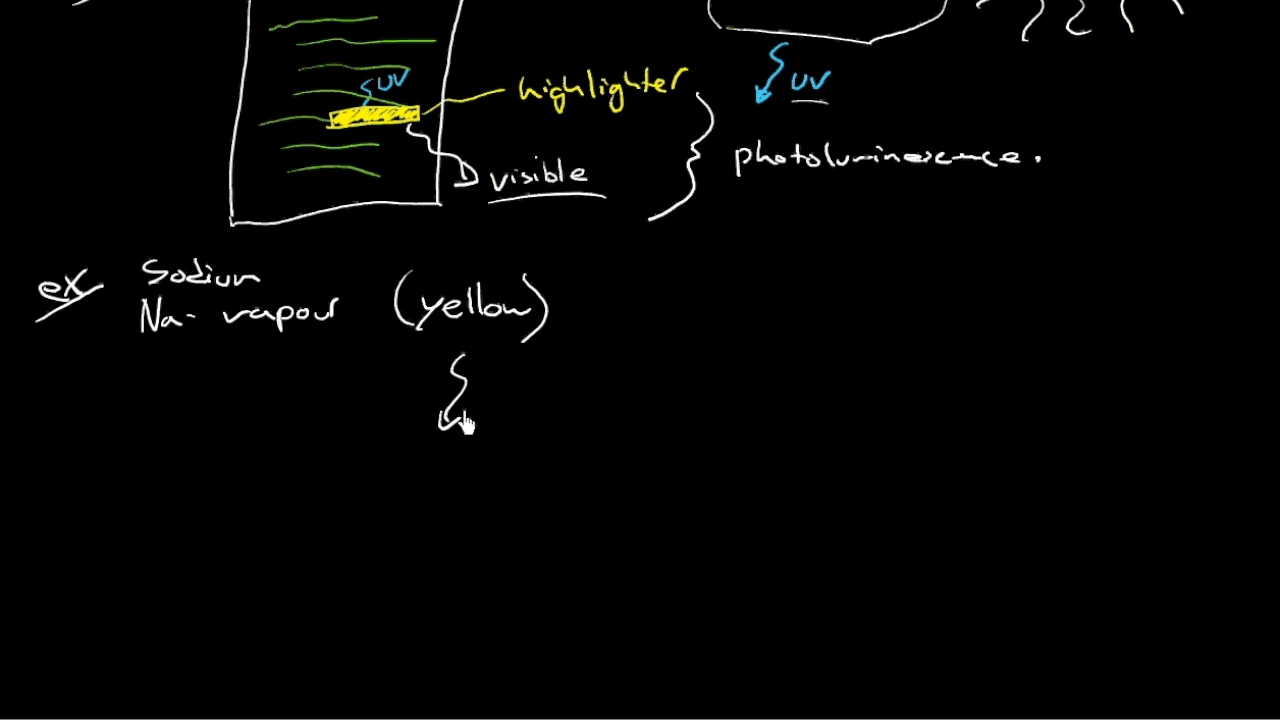 UV
highlighter
UV
visible
photoluminescence.
ex
Sodium
Na- vapour (yellow)